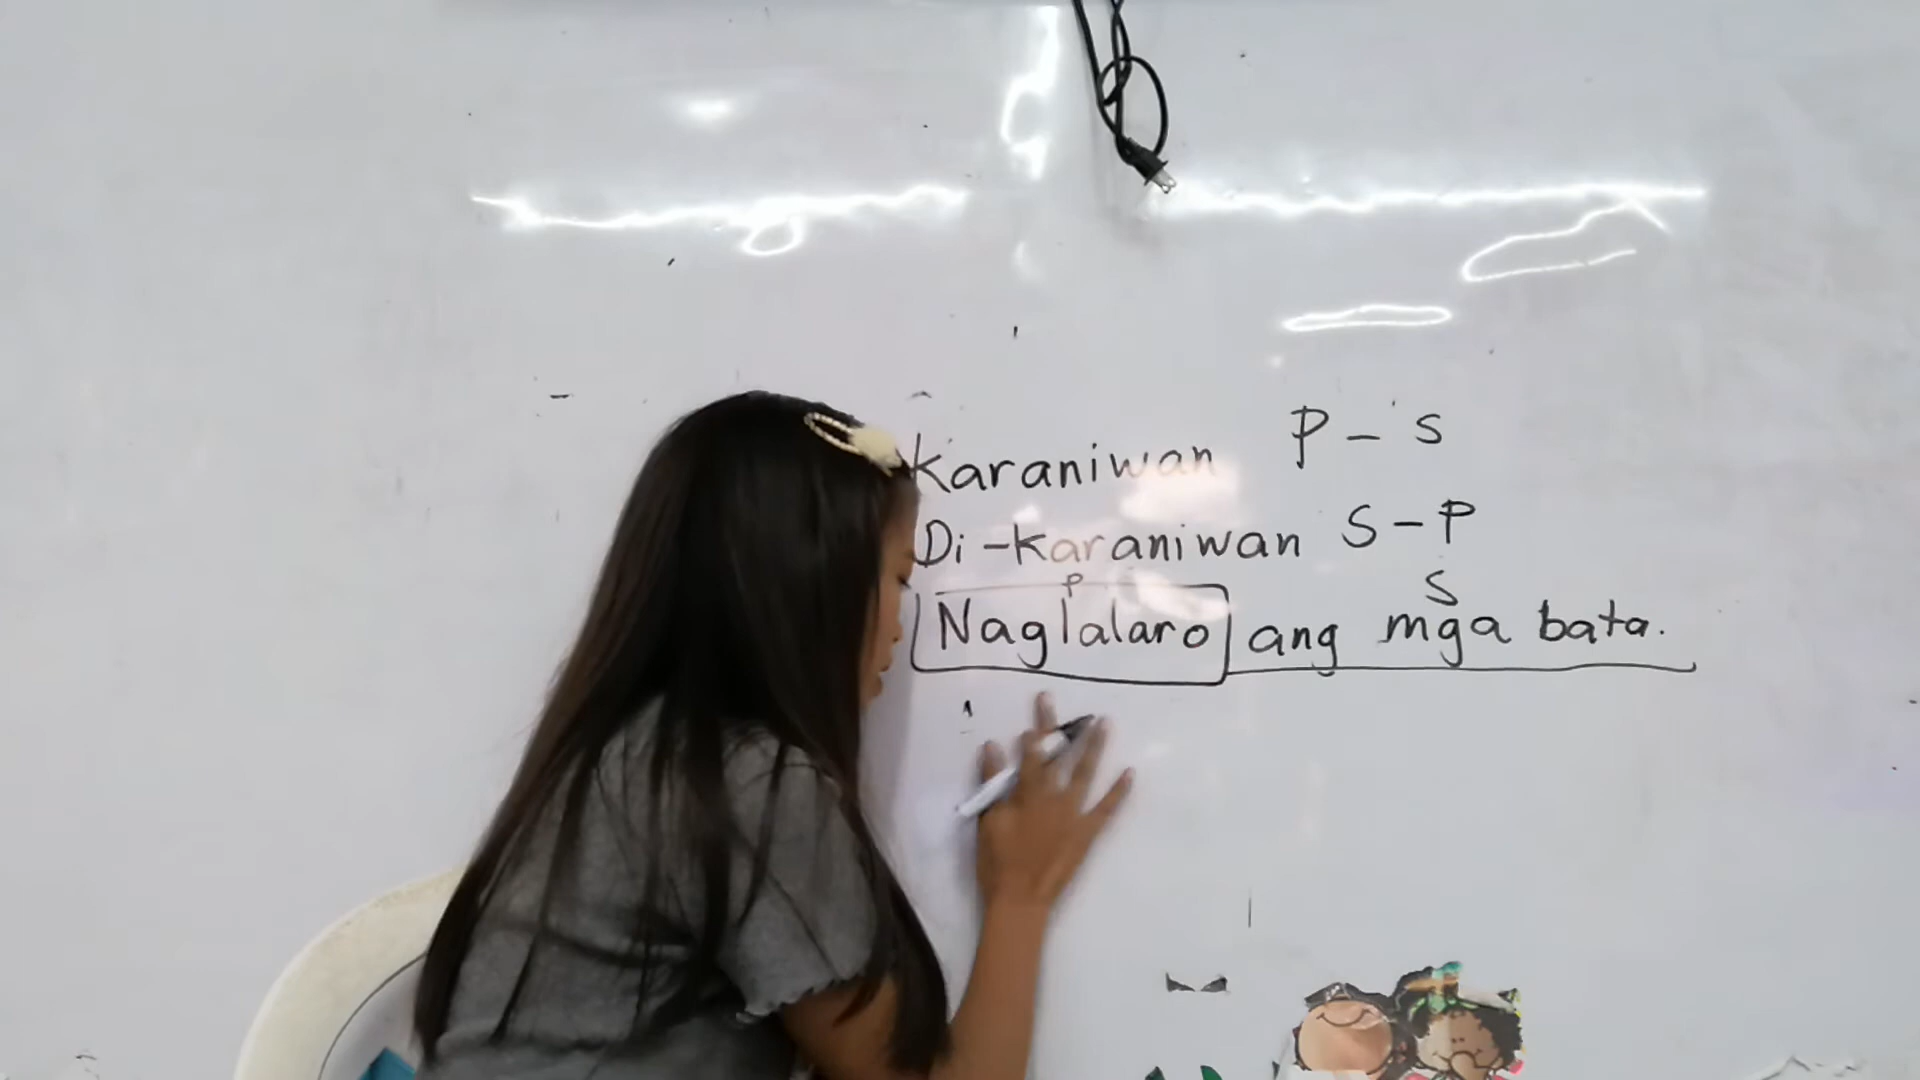 Karaniwan P - S
Di-karaniwan S - P
P S
Naglalaro ang mga bata.